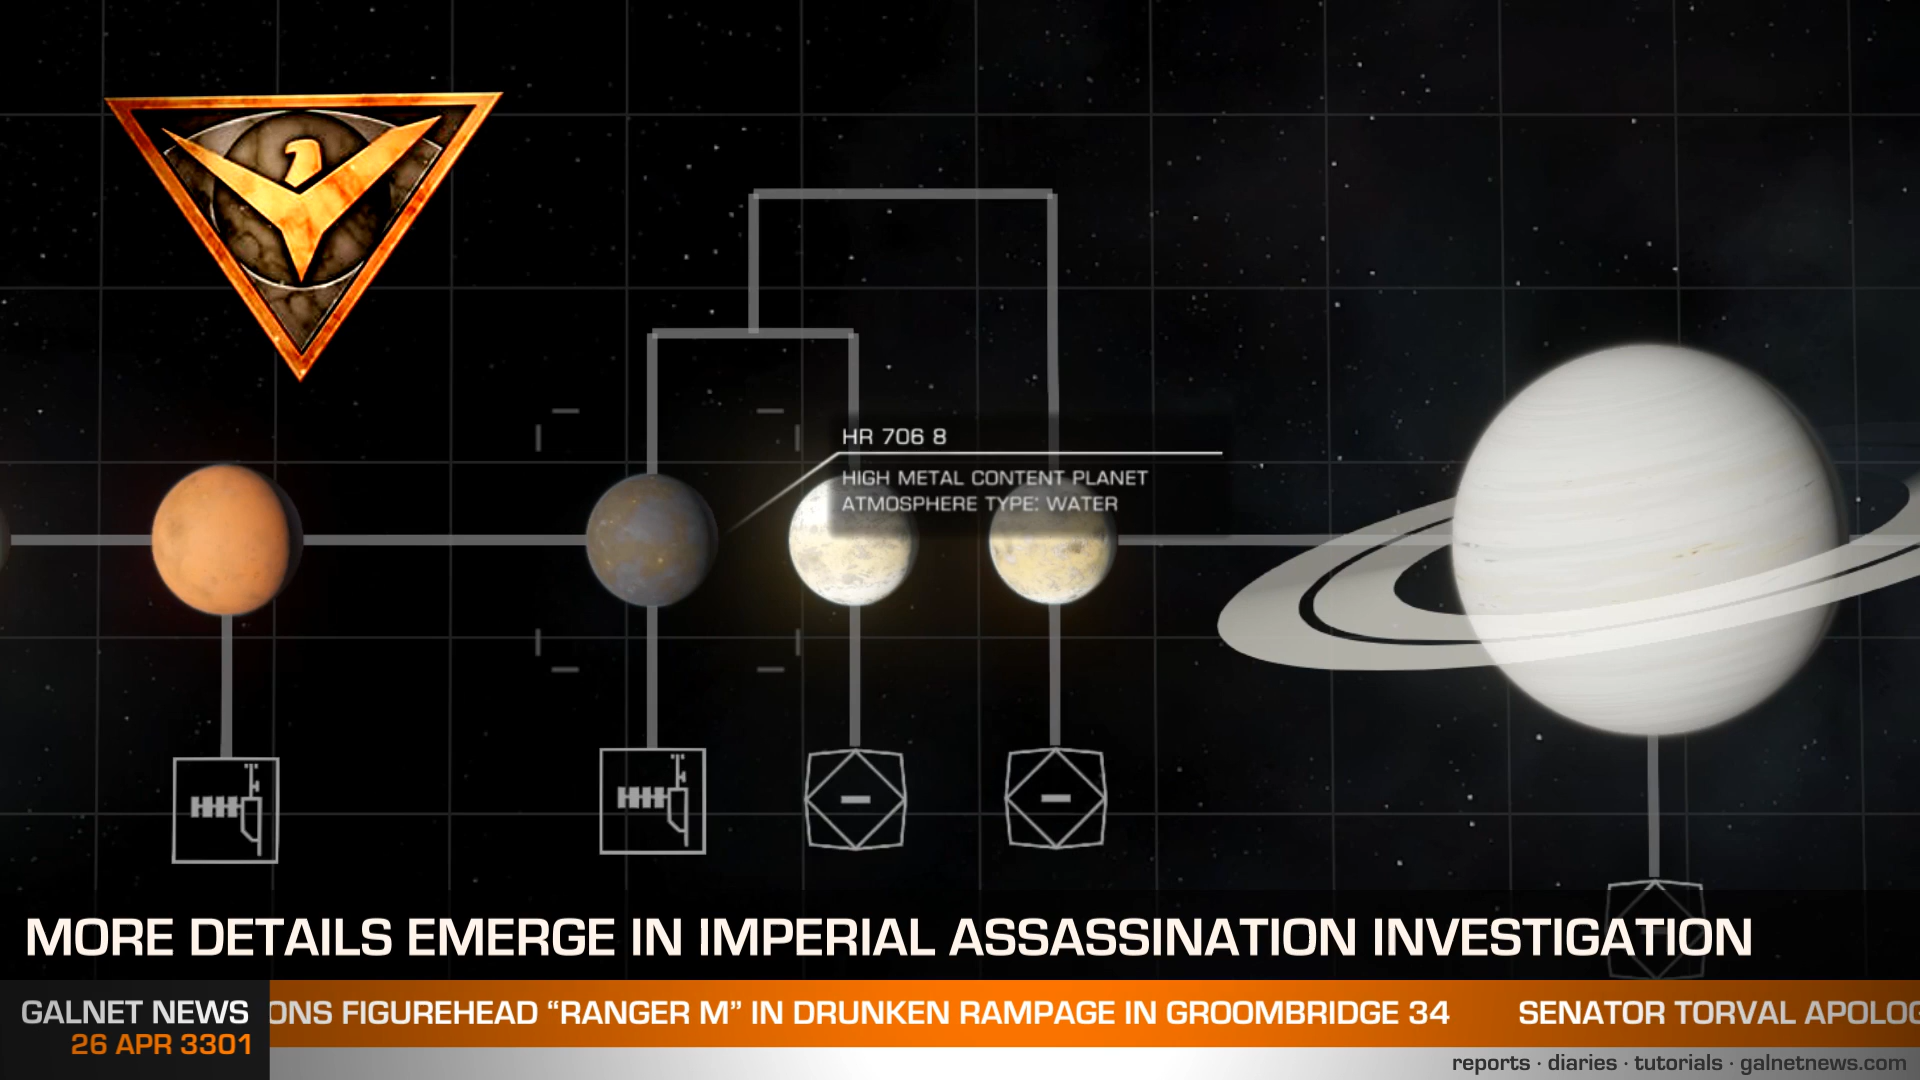 HR 706 8
HIGH METAL CONTENT PLANET
ATMOSPHERE TYPE: WATER
MORE DETAILS EMERGE IN IMPERIAL ASSASSINATION INVESTIGATION
GALNET NEWS
26 APR 3301
ONS FIGUREHEAD “RANGER M” IN DRUNKEN RAMPAGE IN GROOMBRIDGE 34 SENATOR TORVAL APOLOG
reports · diaries · tutorials · galnetnews.com